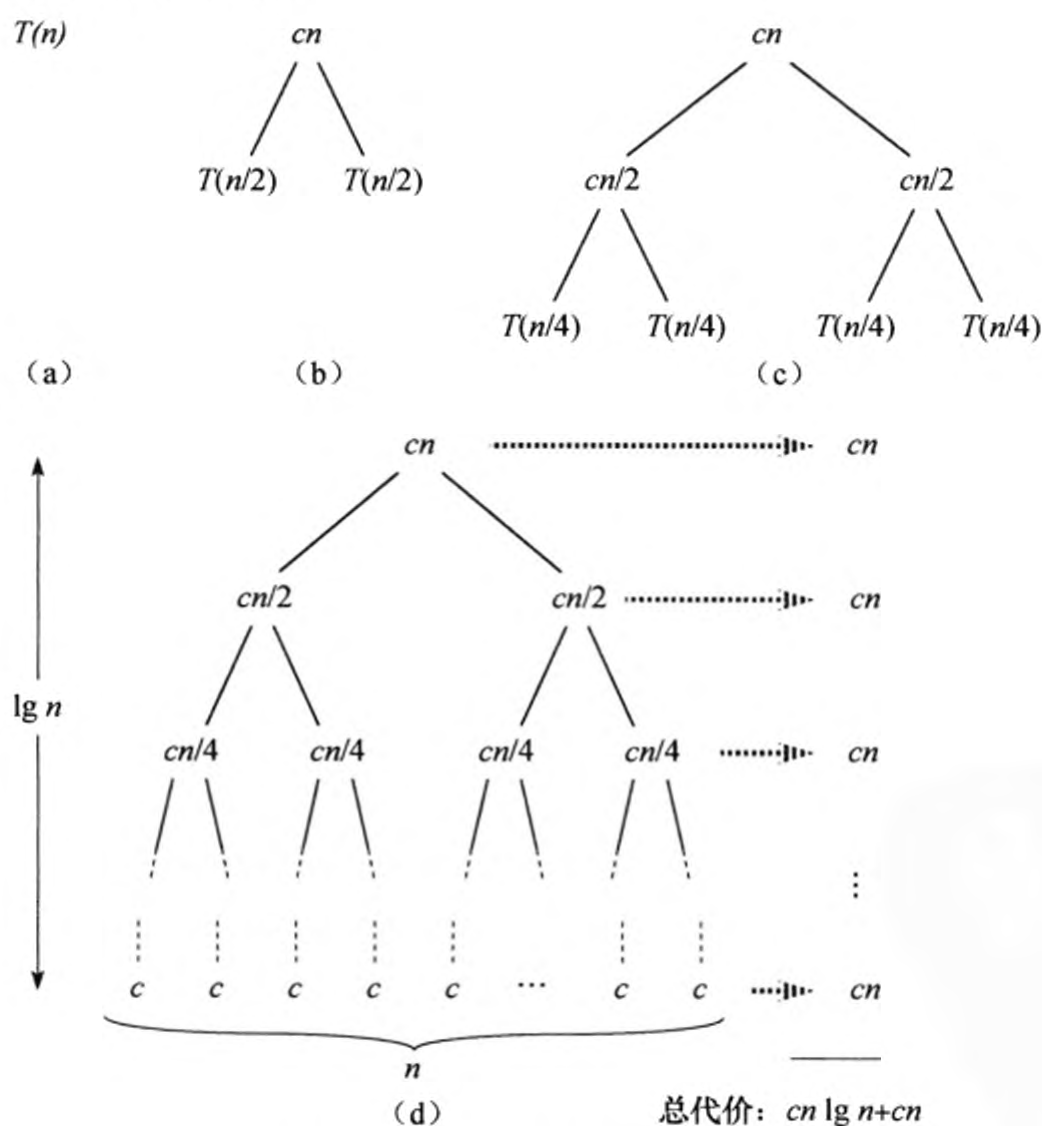 T(n) cn cn
T(n/2) T(n/2) cn/2 cn/2
T(n/4) T(n/4) T(n/4) T(n/4)
(a) (b) (c)
cn cn
cn/2 cn/2 cn
lg n
cn/4 cn/4 cn/4 cn/4 cn
⋮
c c c c c … c c cn
n
(d) 总代价：cn lg n+cn